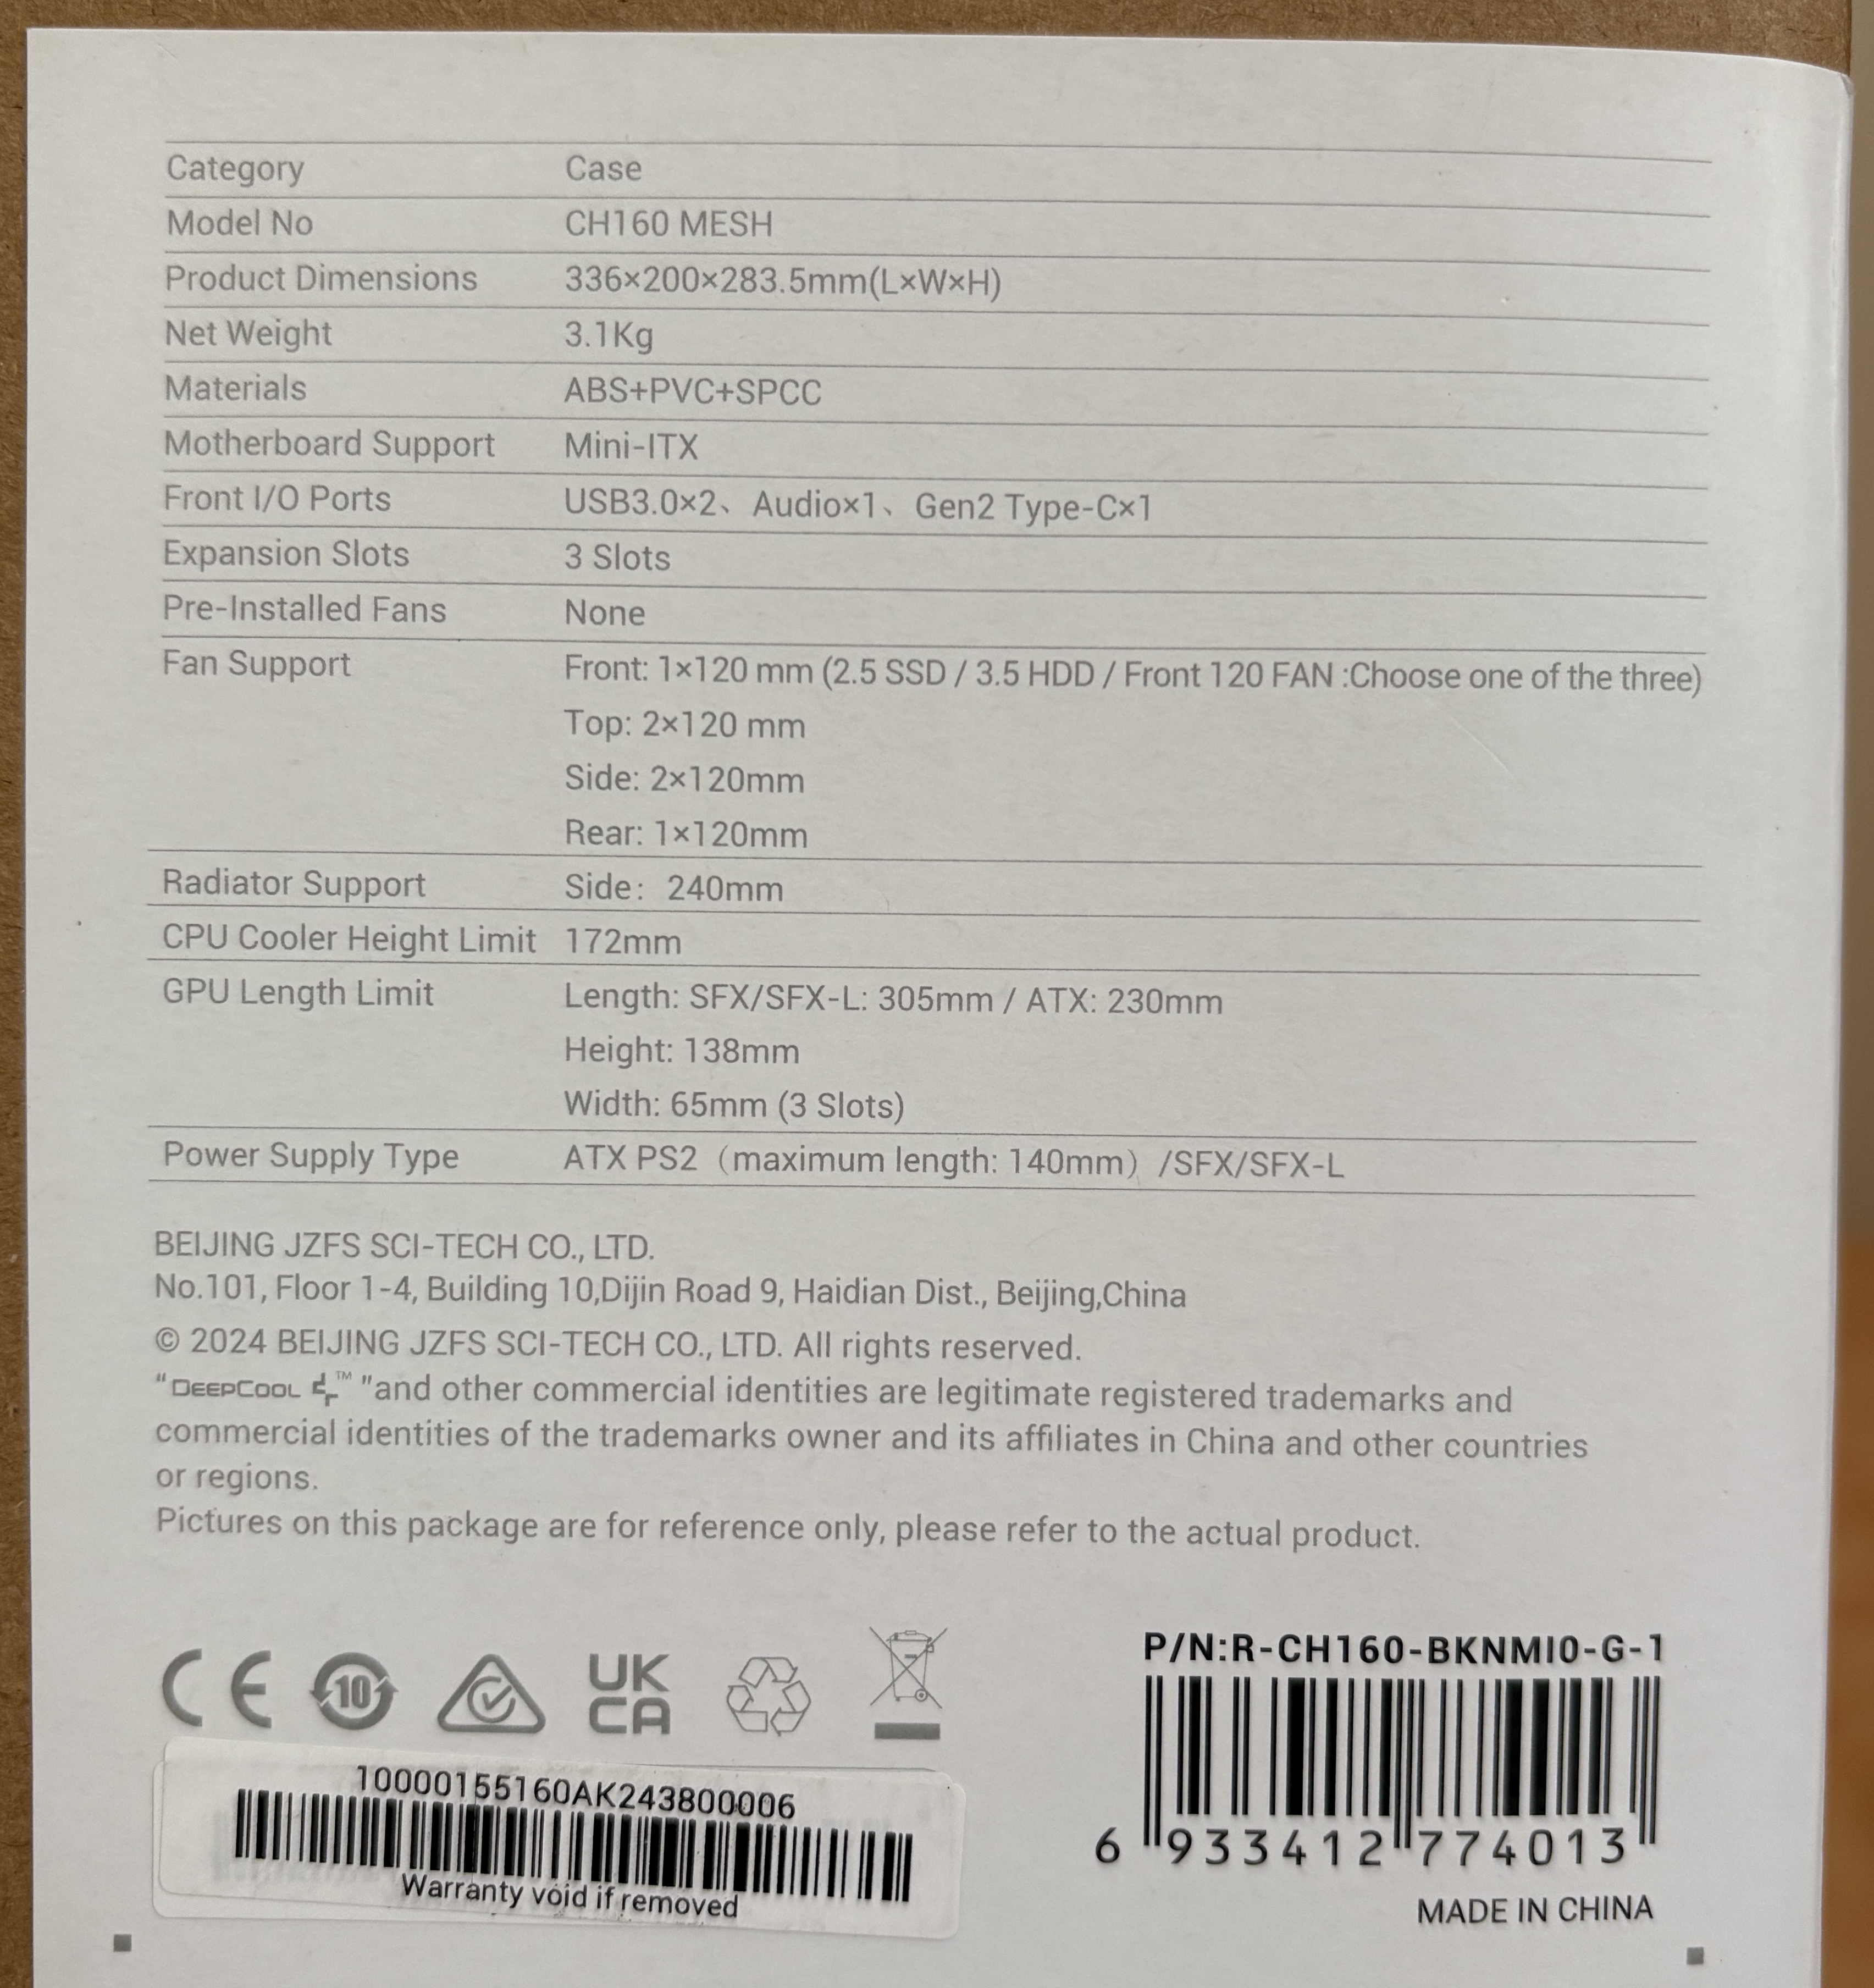 Category Case
Model No CH160 MESH
Product Dimensions 336×200×283.5mm(L×W×H)
Net Weight 3.1Kg
Materials ABS+PVC+SPCC
Motherboard Support Mini-ITX
Front I/O Ports USB3.0×2、Audio×1、Gen2 Type-C×1
Expansion Slots 3 Slots
Pre-Installed Fans None
Fan Support Front: 1×120 mm (2.5 SSD / 3.5 HDD / Front 120 FAN :Choose one of the three)
Top: 2×120 mm
Side: 2×120mm
Rear: 1×120mm
Radiator Support Side：240mm
CPU Cooler Height Limit 172mm
GPU Length Limit Length: SFX/SFX-L: 305mm / ATX: 230mm
Height: 138mm
Width: 65mm (3 Slots)
Power Supply Type ATX PS2（maximum length: 140mm）/SFX/SFX-L
BEIJING JZFS SCI-TECH CO., LTD.
No.101, Floor 1-4, Building 10,Dijin Road 9, Haidian Dist., Beijing,China
© 2024 BEIJING JZFS SCI-TECH CO., LTD. All rights reserved.
"DEEPCOOL ™ "and other commercial identities are legitimate registered trademarks and
commercial identities of the trademarks owner and its affiliates in China and other countries
or regions.
Pictures on this package are for reference only, please refer to the actual product.
CE 10 UK
CA
P/N:R-CH160-BKNMI0-G-1
10000155160AK243800006
Warranty void if removed
6 933412 774013
MADE IN CHINA